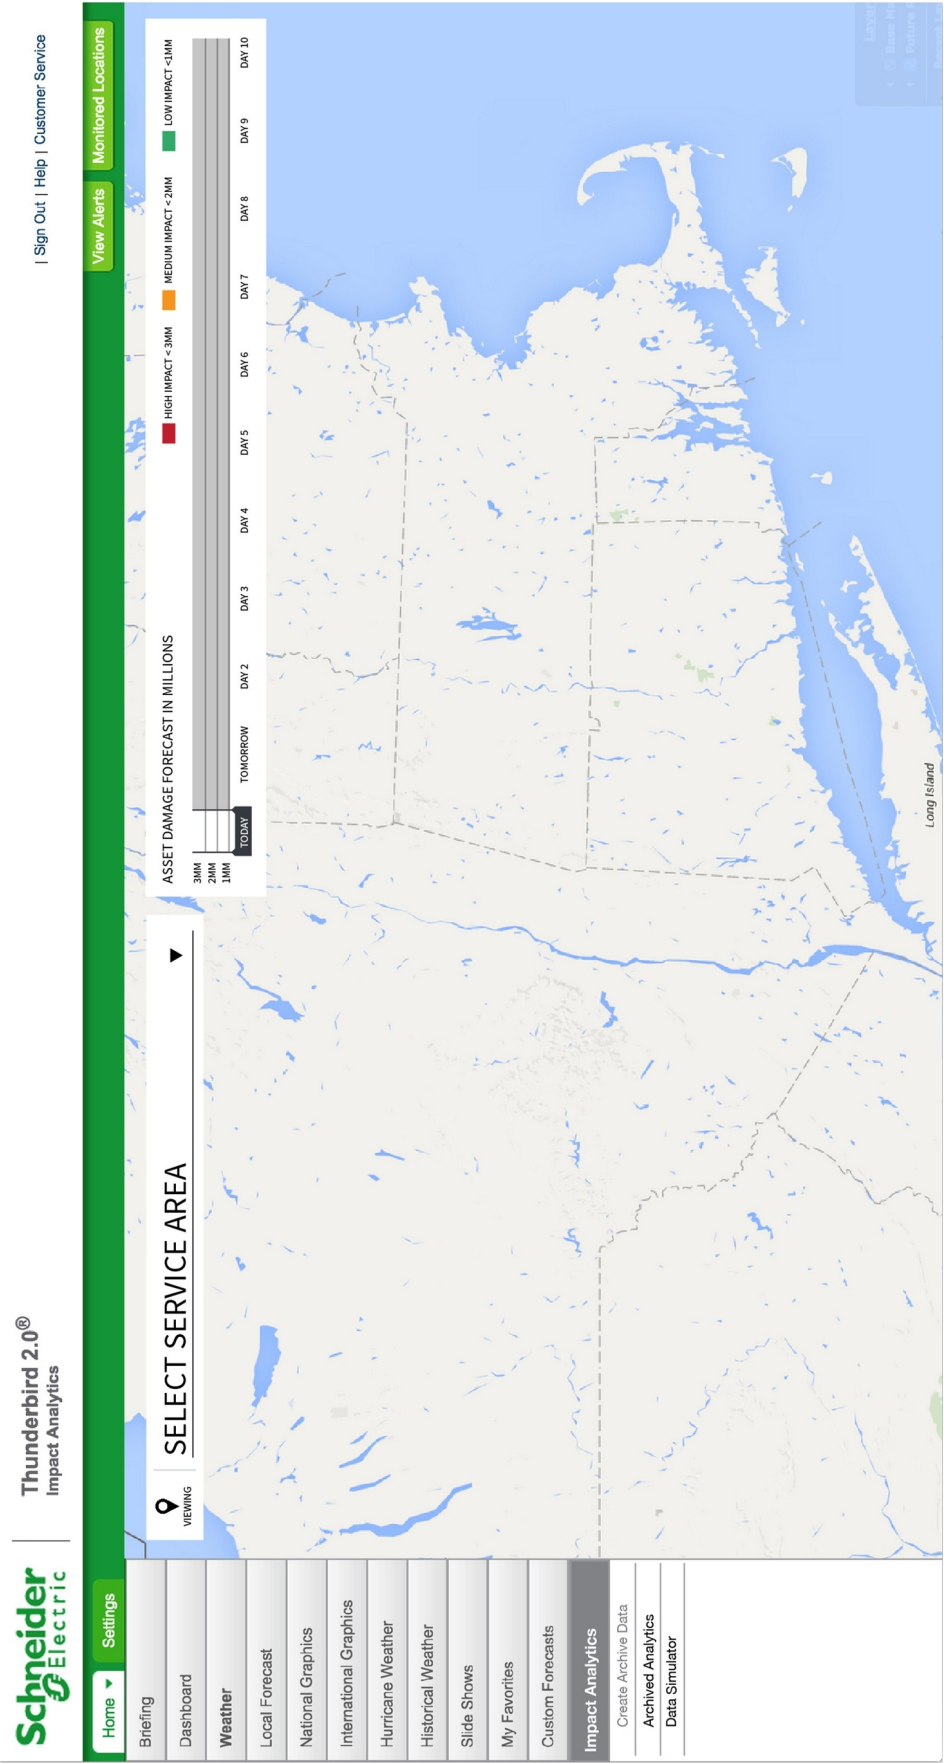 Schneider
Electric
Thunderbird 2.0®
Impact Analytics
| Sign Out | Help | Customer Service
Home ▼
Settings
View Alerts
Monitored Locations
Briefing
Dashboard
Weather
Local Forecast
National Graphics
International Graphics
Hurricane Weather
Historical Weather
Slide Shows
My Favorites
Custom Forecasts
Impact Analytics
Create Archive Data
Archived Analytics
Data Simulator
VIEWING
SELECT SERVICE AREA
ASSET DAMAGE FORECAST IN MILLIONS
HIGH IMPACT <3MM
MEDIUM IMPACT <2MM
LOW IMPACT <1MM
3MM
2MM
1MM
TODAY
TOMORROW
DAY 2
DAY 3
DAY 4
DAY 5
DAY 6
DAY 7
DAY 8
DAY 9
DAY 10
Long Island